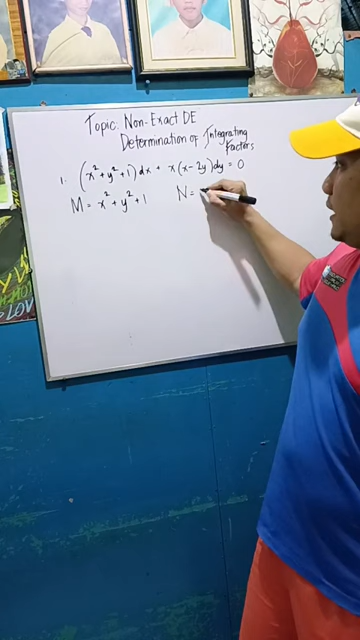 Topic: Non-Exact DE
Determination of Integrating Factors
1. (x² + y² + 1) dx + x(x - 2y) dy = 0
M = x² + y² + 1 N =